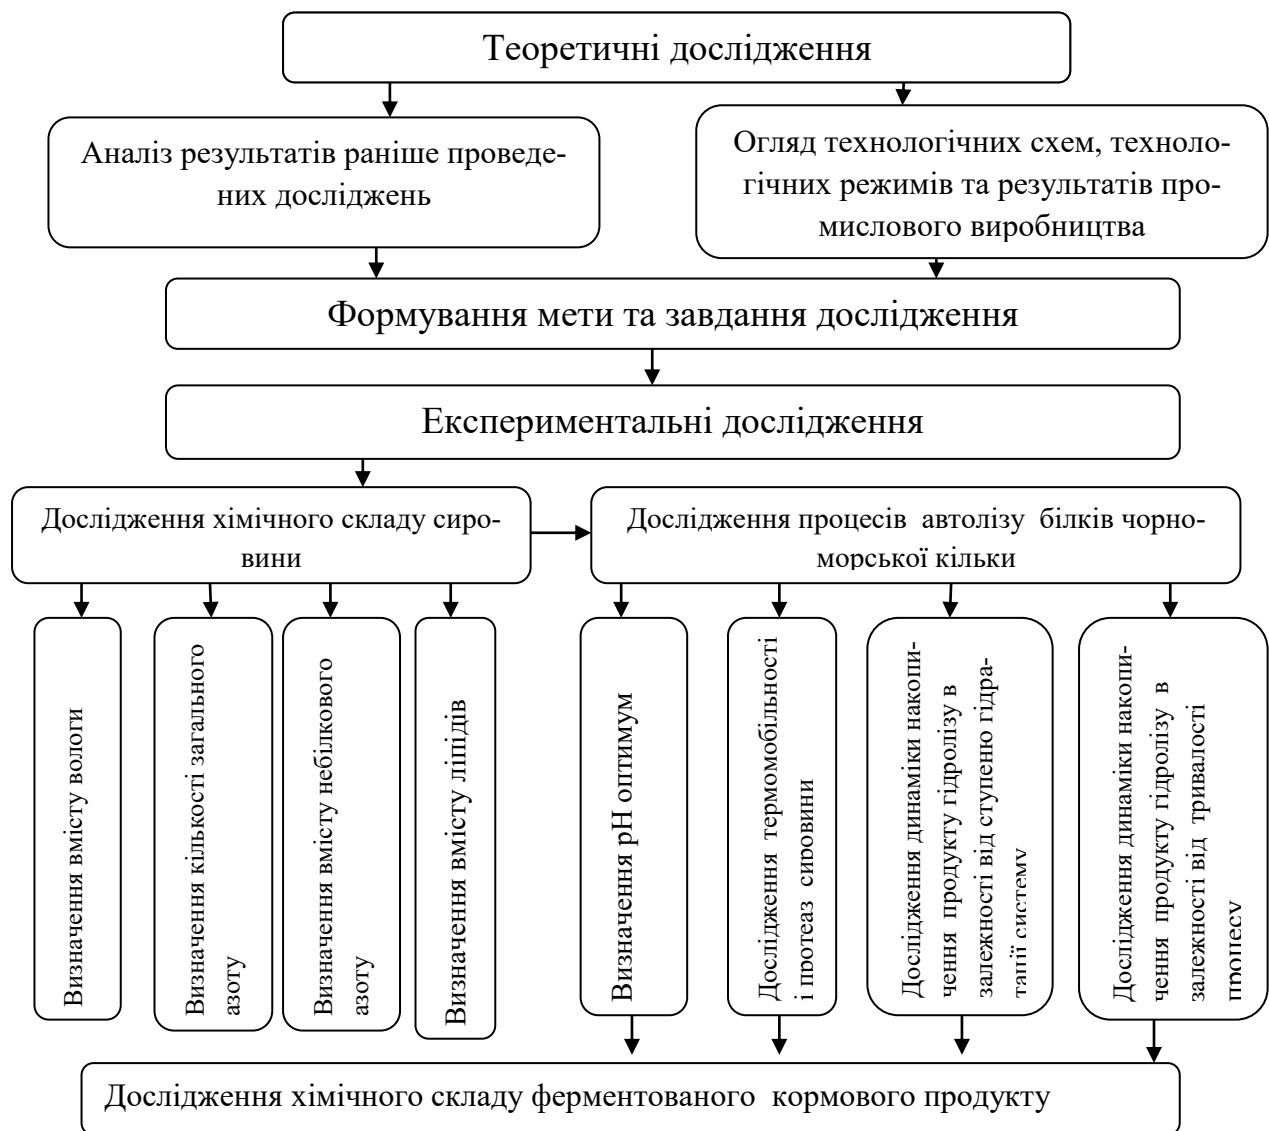 Теоретичні дослідження
Аналіз результатів раніше проведе-
них досліджень
Огляд технологічних схем, техноло-
гічних режимів та результатів про-
мислового виробництва
Формування мети та завдання дослідження
Експериментальні дослідження
Дослідження хімічного складу сиро-
вини
Дослідження процесів автолізу білків чорно-
морської кільки
Визначення вмісту вологи
Визначення кількості загального
азоту
Визначення вмісту небілкового
азоту
Визначення вмісту ліпідів
Визначення рН оптимум
Дослідження термомобільності
і протеаз сировини
Дослідження динаміки накопи-
чення продукту гідролізу в
залежності від ступеню гідра-
тації систему
Дослідження динаміки накопи-
чення продукту гідролізу в
залежності від тривалості
процесу
Дослідження хімічного складу ферментованого кормового продукту